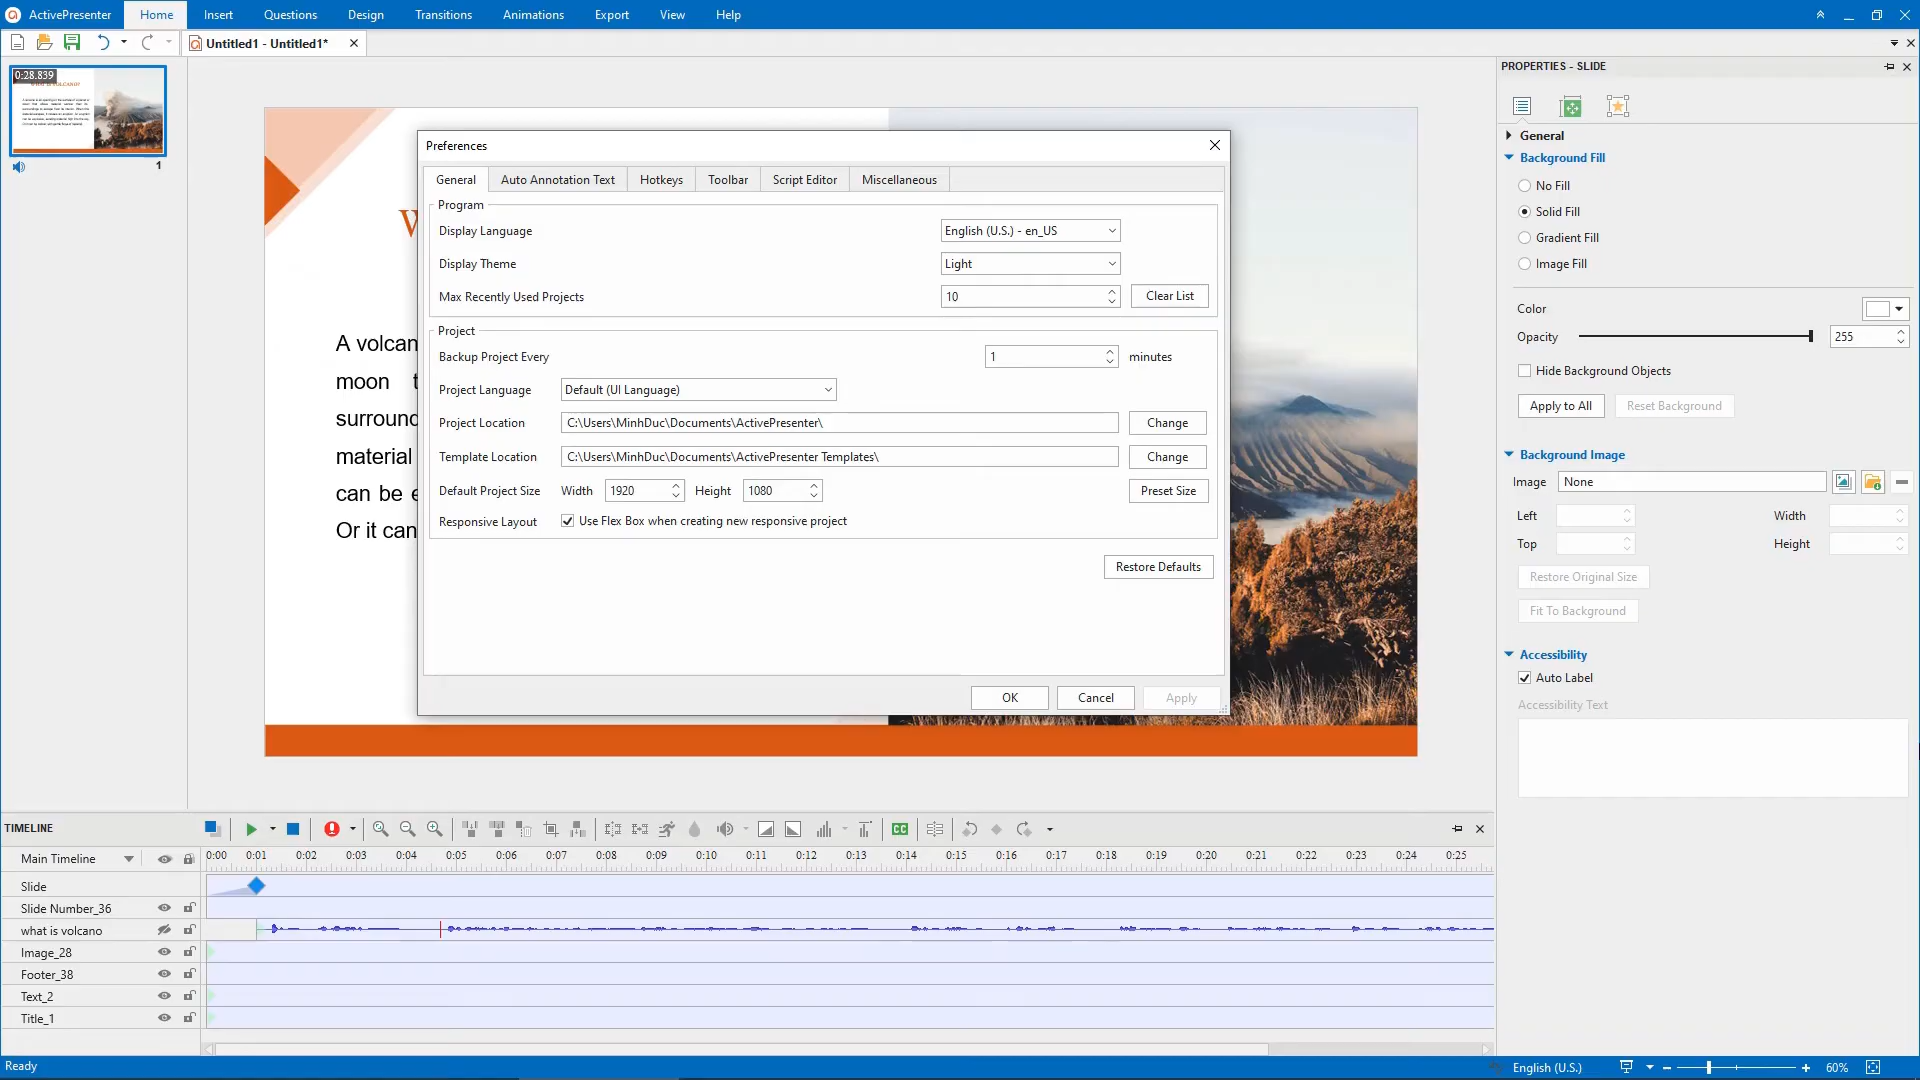 ActivePresenter
Home
Insert
Questions
Design
Transitions
Animations
Export
View
Help
Untitled1 - Untitled1*
0:28.839
WHAT IS VOLCANO?
1
W
A volcan
moon t
surround
material
can be e
Or it can
Preferences
General
Auto Annotation Text
Hotkeys
Toolbar
Script Editor
Miscellaneous
Program
Display Language
English (U.S.) - en_US
Display Theme
Light
Max Recently Used Projects
10
Clear List
Project
Backup Project Every
1
minutes
Project Language
Default (UI Language)
Project Location
C:\Users\MinhDuc\Documents\ActivePresenter\
Change
Template Location
C:\Users\MinhDuc\Documents\ActivePresenter Templates\
Change
Default Project Size
Width
1920
Height
1080
Preset Size
Responsive Layout
Use Flex Box when creating new responsive project
Restore Defaults
OK
Cancel
Apply
PROPERTIES - SLIDE
General
Background Fill
No Fill
Solid Fill
Gradient Fill
Image Fill
Color
Opacity
255
Hide Background Objects
Apply to All
Reset Background
Background Image
Image
None
Left
Width
Top
Height
Restore Original Size
Fit To Background
Accessibility
Auto Label
Accessibility Text
TIMELINE
CC
Main Timeline
0:00 0:01 0:02 0:03 0:04 0:05 0:06 0:07 0:08 0:09 0:10 0:11 0:12 0:13 0:14 0:15 0:16 0:17 0:18 0:19 0:20 0:21 0:22 0:23 0:24 0:25
Slide
Slide Number_36
what is volcano
Image_28
Footer_38
Text_2
Title_1
Ready
English (U.S.)
60%